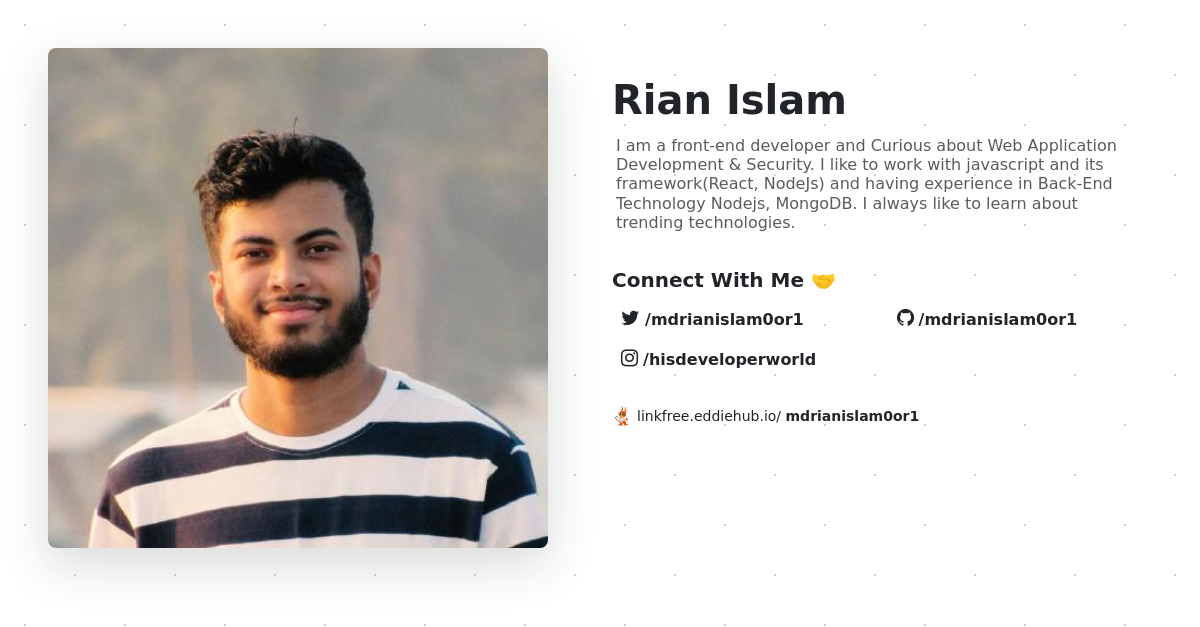 Rian Islam
I am a front-end developer and Curious about Web Application
Development & Security. I like to work with javascript and its
framework(React, NodeJs) and having experience in Back-End
Technology Nodejs, MongoDB. I always like to learn about
trending technologies.
Connect With Me 🤝
/mdrianislam0or1 /mdrianislam0or1
/hisdeveloperworld
linkfree.eddiehub.io/ mdrianislam0or1